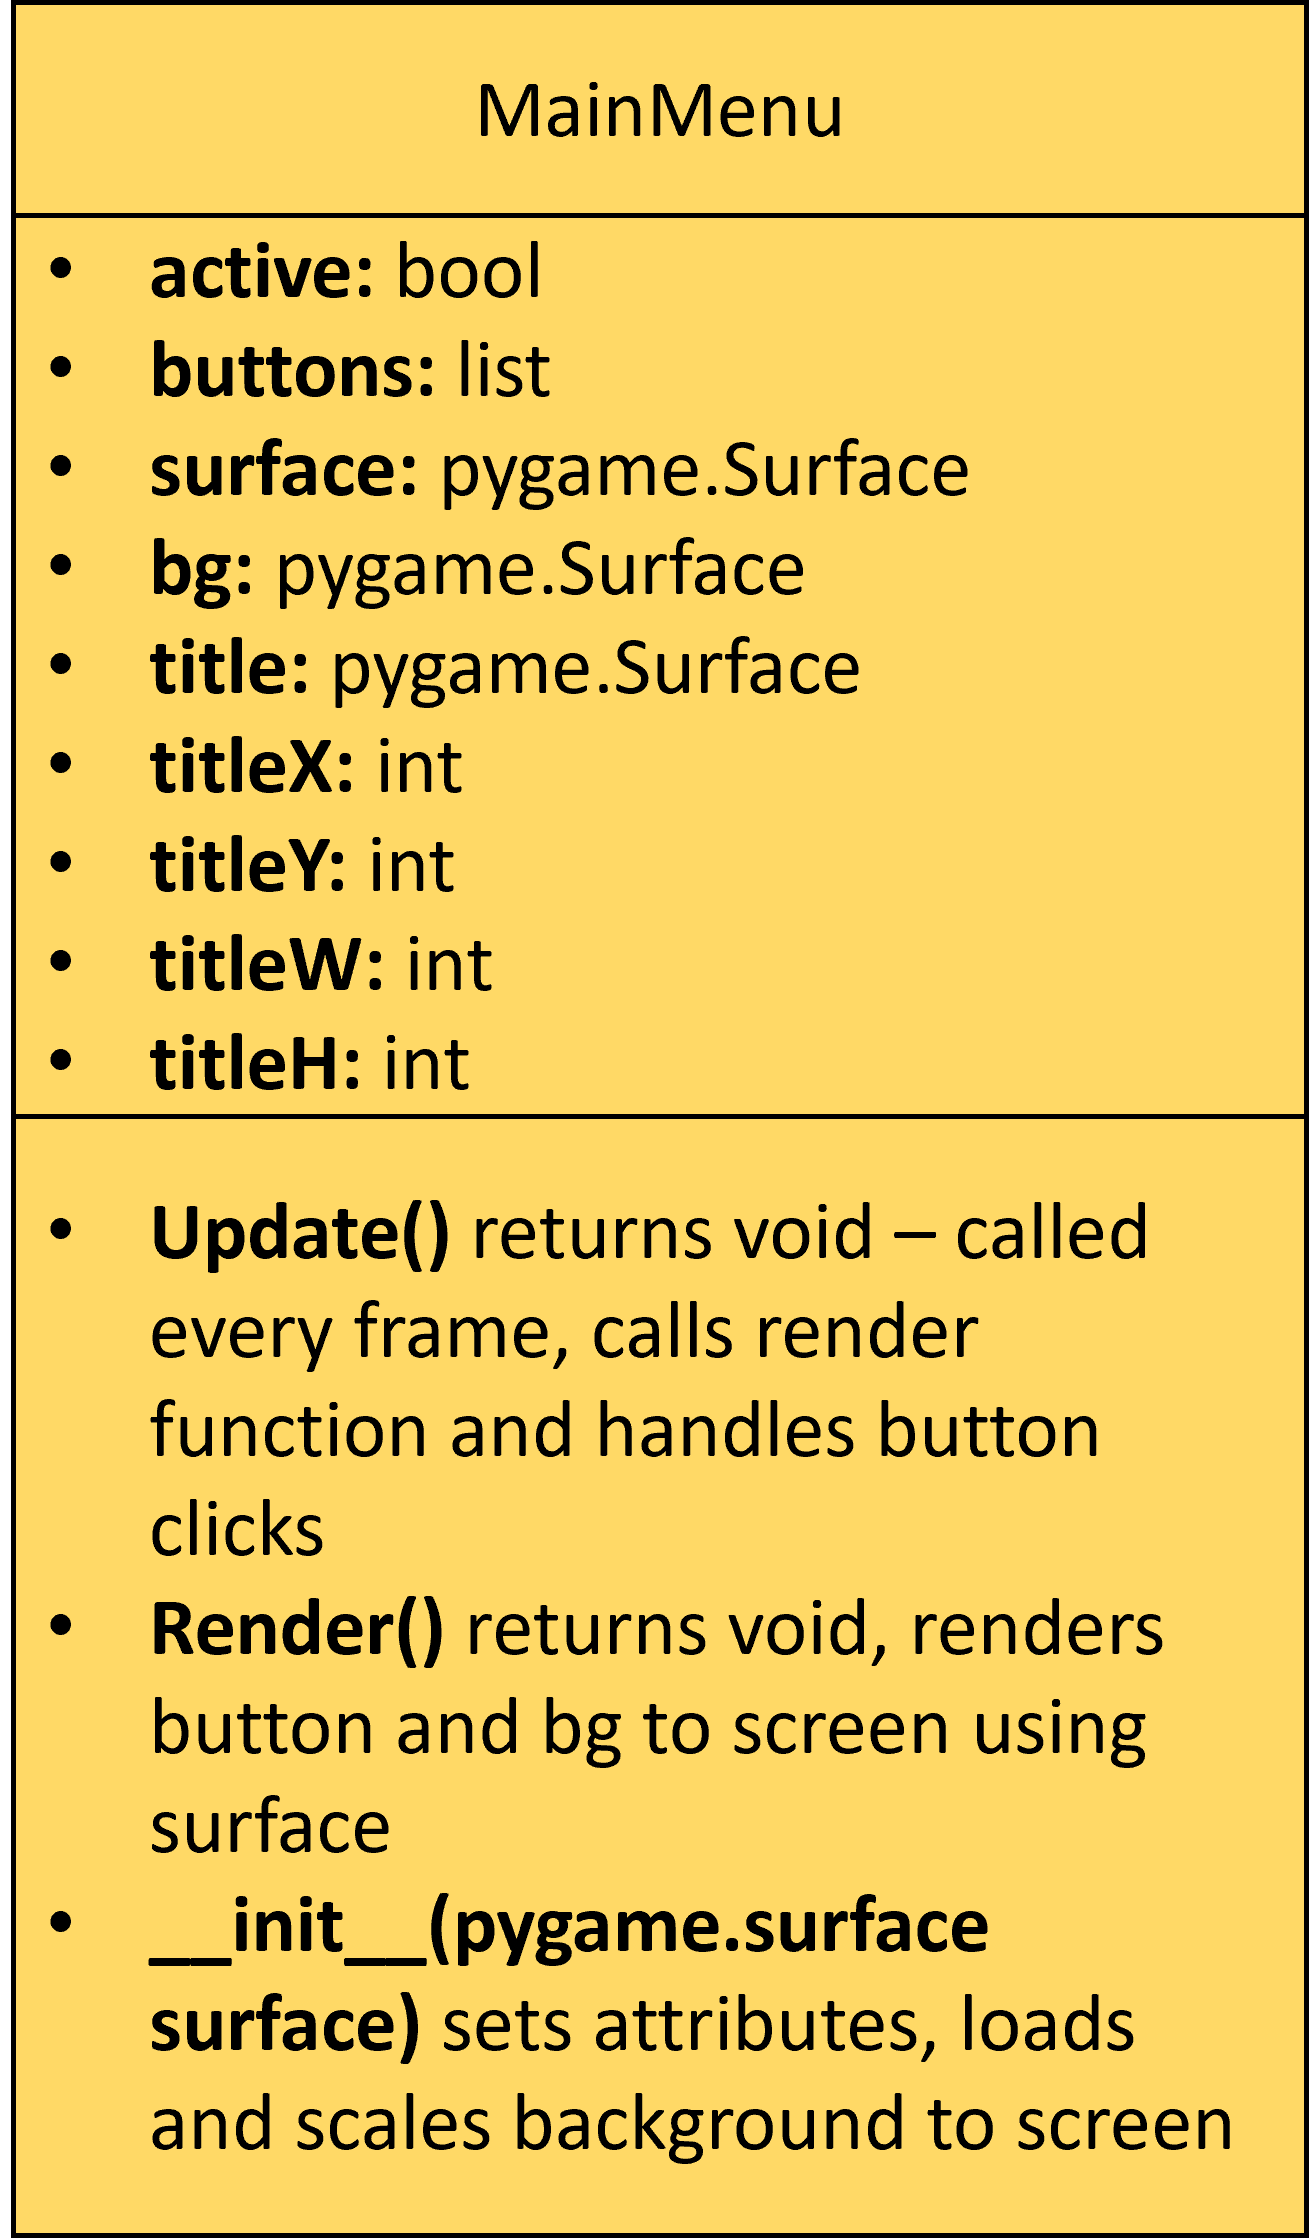 MainMenu
• active: bool
• buttons: list
• surface: pygame.Surface
• bg: pygame.Surface
• title: pygame.Surface
• titleX: int
• titleY: int
• titleW: int
• titleH: int
• Update() returns void – called
every frame, calls render
function and handles button
clicks
• Render() returns void, renders
button and bg to screen using
surface
• __init__(pygame.surface
surface) sets attributes, loads
and scales background to screen